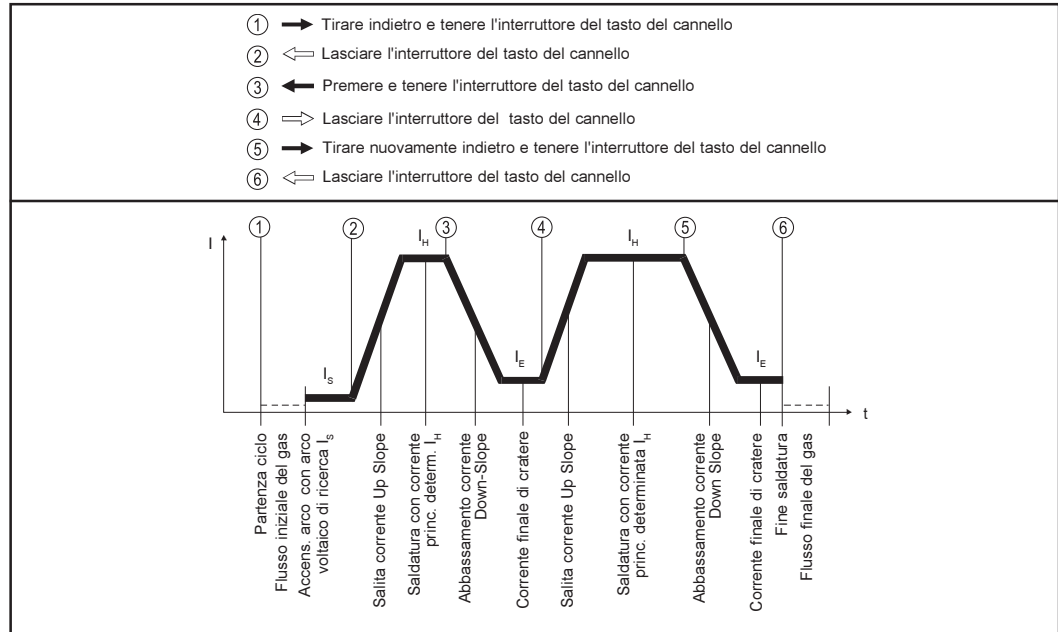 1 Tirare indietro e tenere l'interruttore del tasto del cannello
2 Lasciare l'interruttore del tasto del cannello
3 Premere e tenere l'interruttore del tasto del cannello
4 Lasciare l'interruttore del tasto del cannello
5 Tirare nuovamente indietro e tenere l'interruttore del tasto del cannello
6 Lasciare l'interruttore del tasto del cannello
1 2 3 4 5 6
I
I_H I_H
I_S
I_E I_E
t
Partenza ciclo
Flusso iniziale del gas
Accens. arco con arco
voltaico di ricerca I_S
Salita corrente Up Slope
Saldatura con corrente
princ. determ. I_H
Abbassamento corrente
Down-Slope
Corrente finale di cratere
Salita corrente Up Slope
Saldatura con corrente
princ. determinata I_H
Abbassamento corrente
Down Slope
Corrente finale di cratere
Fine saldatura
Flusso finale del gas